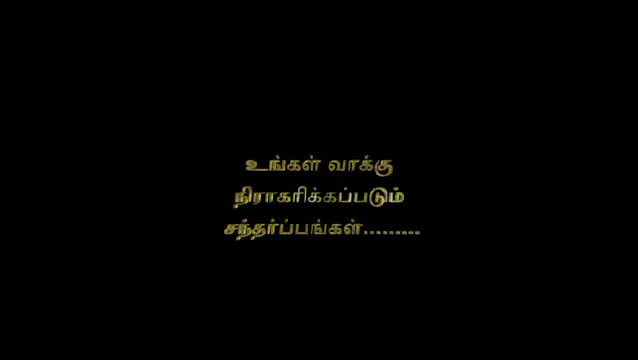 உங்கள் வாக்கு
நிராகரிக்கப்படும்
சந்தர்ப்பங்கள்.........